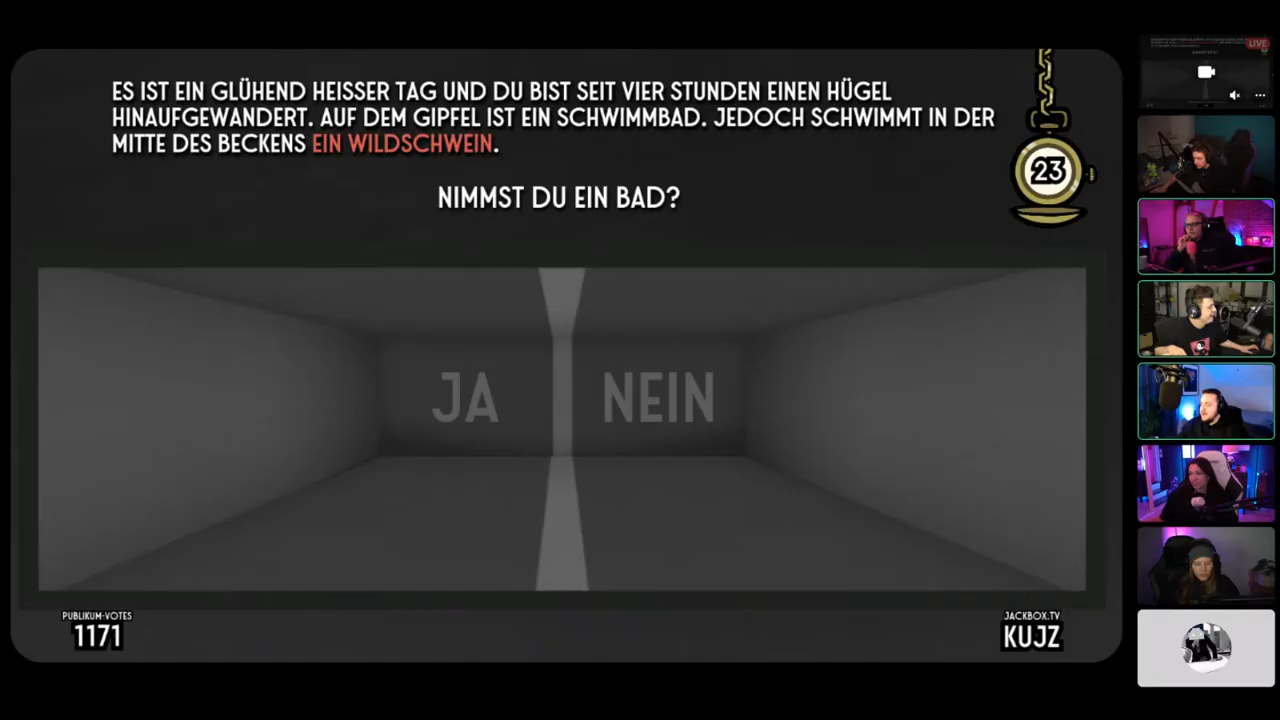 ES IST EIN GLÜHEND HEISSER TAG UND DU BIST SEIT VIER STUNDEN EINEN HÜGEL
HINAUFGEWANDERT. AUF DEM GIPFEL IST EIN SCHWIMMBAD. JEDOCH SCHWIMMT IN DER
MITTE DES BECKENS EIN WILDSCHWEIN.
23
NIMMST DU EIN BAD?
JA
NEIN
PUBLIKUM-VOTES
1171
JACKBOX.TV
KUJZ
LIVE